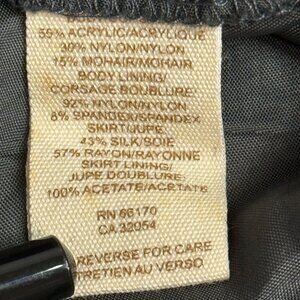 55% ACRYLIC/ACRYLIQUE
30% NYLON/NYLON
15% MOHAIR/MOHAIR
BODY LINING/
CORSAGE BOUBLURE:
92% NYLON/NYLON
8% SPANDEX/SPANDEX
SKIRT/JUPE:
43% SILK/SOIE
57% RAYON/RAYONNE
SKIRT LINING/
JUPE DOUBLURE:
100% ACETATE/ACETATE
RN 66170
CA 32054
REVERSE FOR CARE
TRETIEN AU VERSO